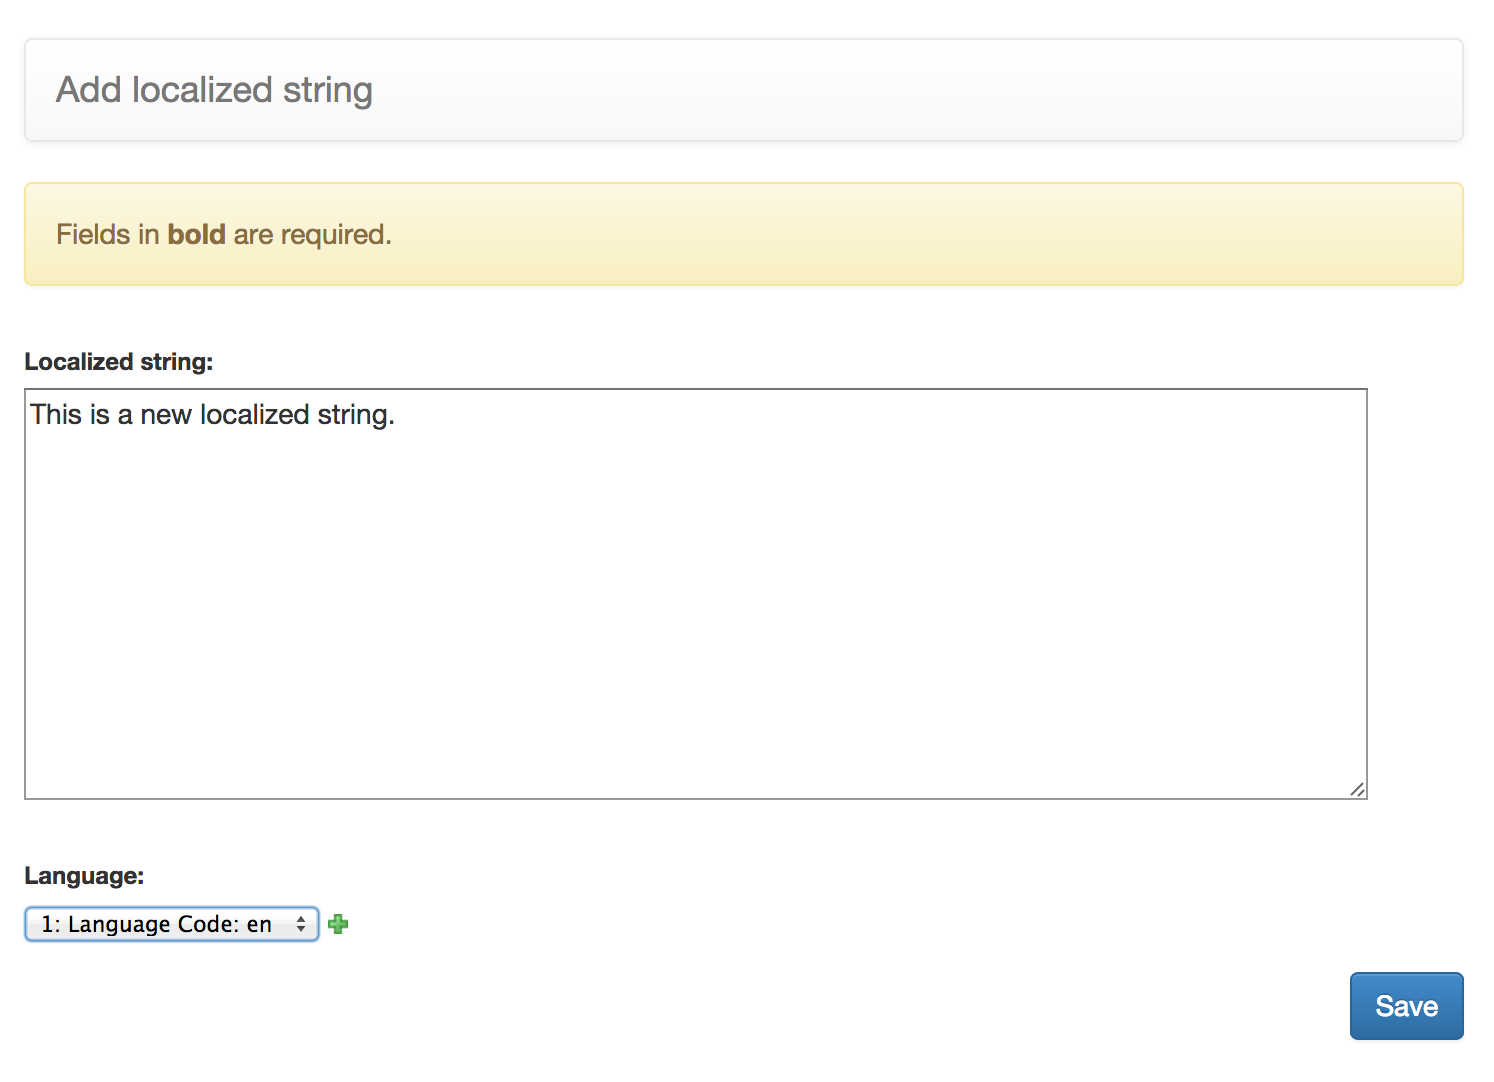 Add localized string
Fields in bold are required.
Localized string:
This is a new localized string.
Language:
1: Language Code: en
Save